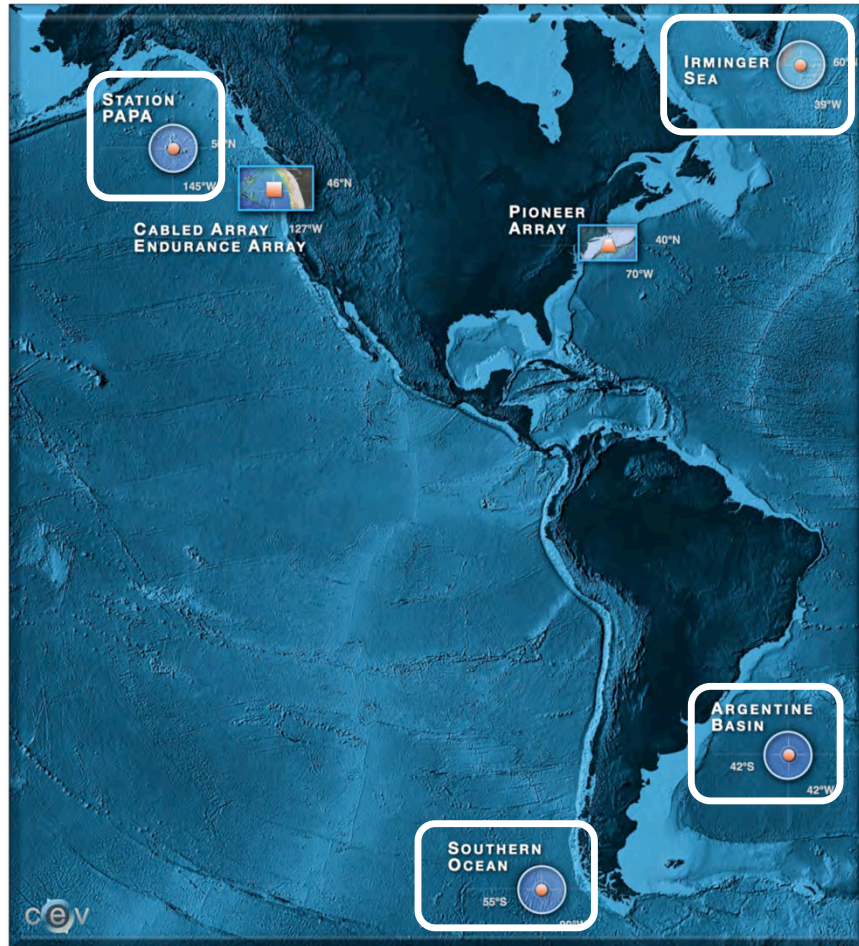 STATION
PAPA
50°N
145°W
IRMINGER
SEA
60°N
39°W
46°N
127°W
CABLED ARRAY
ENDURANCE ARRAY
PIONEER
ARRAY
40°N
70°W
ARGENTINE
BASIN
42°S
42°W
SOUTHERN
OCEAN
55°S
cev